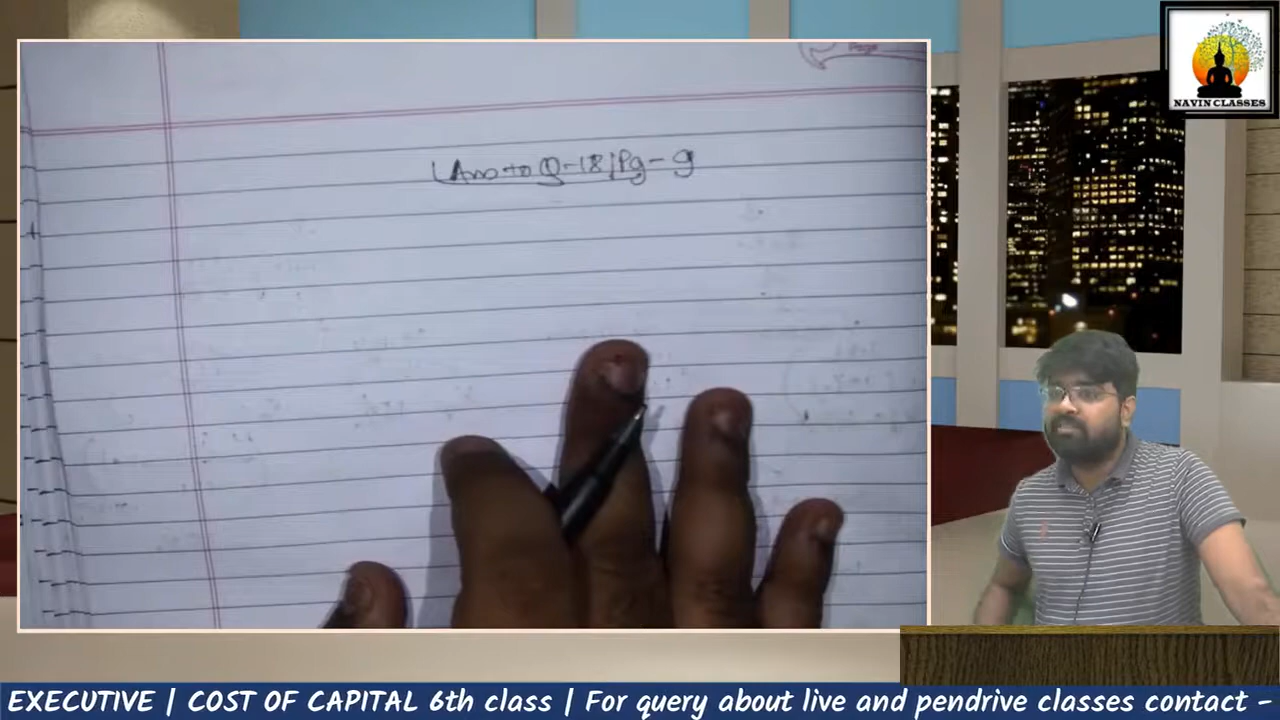 Page
NAVIN CLASSES
Ans to Q-18/Pg-9
EXECUTIVE | COST OF CAPITAL 6th class | For query about live and pendrive classes contact -